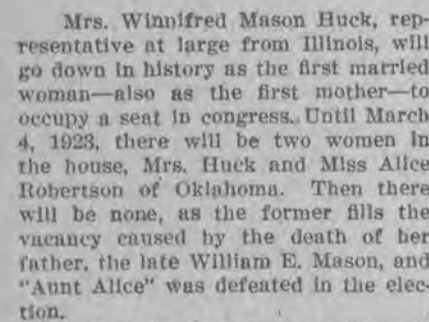 Mrs. Winnifred Mason Huck, rep-
resentative at large from Illinois, will
go down in history as the first married
woman—also as the first mother—to
occupy a seat in congress. Until March
4, 1923, there will be two women in
the house, Mrs. Huck and Miss Alice
Robertson of Oklahoma. Then there
will be none, as the former fills the
vacancy caused by the death of her
father, the late William E. Mason, and
"Aunt Alice" was defeated in the elec-
tion.